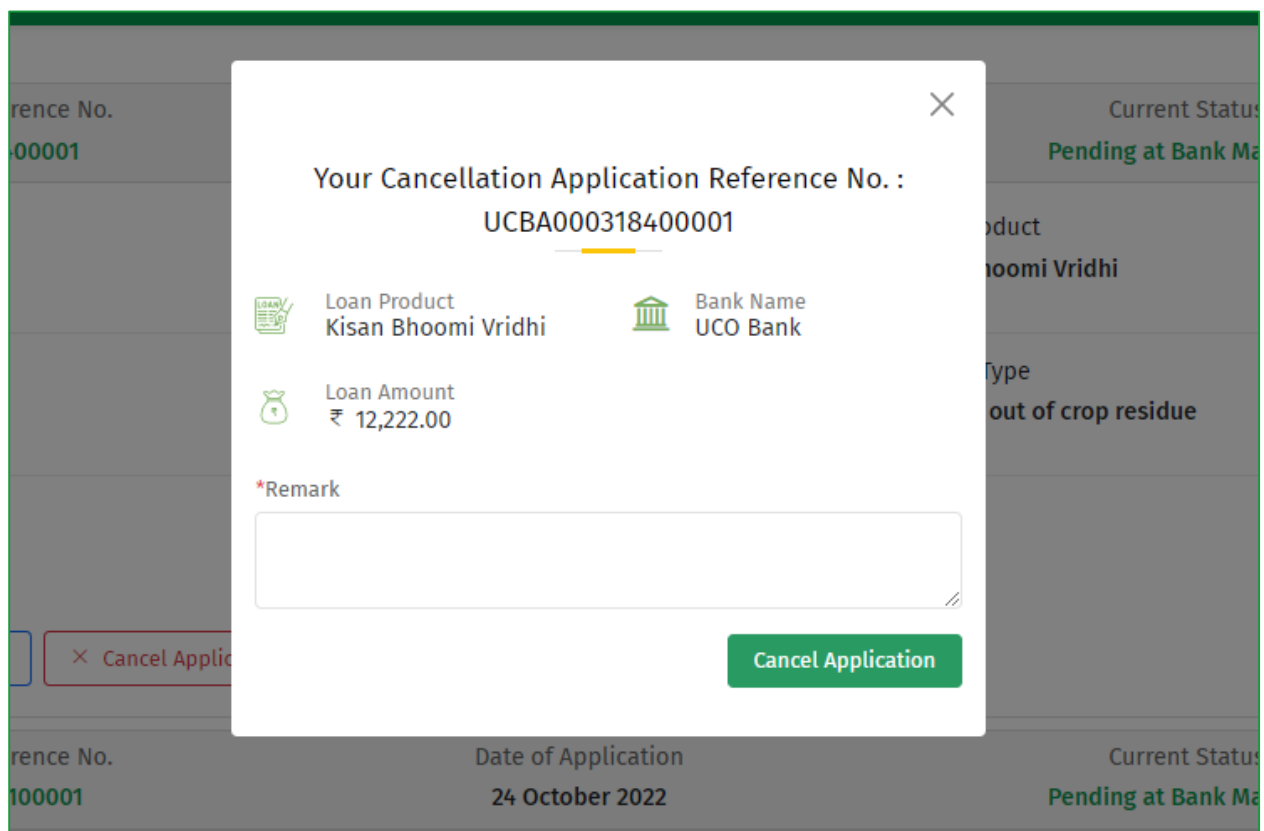 rence No.
Current Status
00001
Pending at Bank Ma
Your Cancellation Application Reference No. :
UCBA000318400001
oduct
hoomi Vridhi
Loan Product
Kisan Bhoomi Vridhi
Bank Name
UCO Bank
Type
out of crop residue
Loan Amount
₹ 12,222.00
*Remark
× Cancel Applic
Cancel Application
rence No.
Date of Application
Current Status
100001
24 October 2022
Pending at Bank Ma